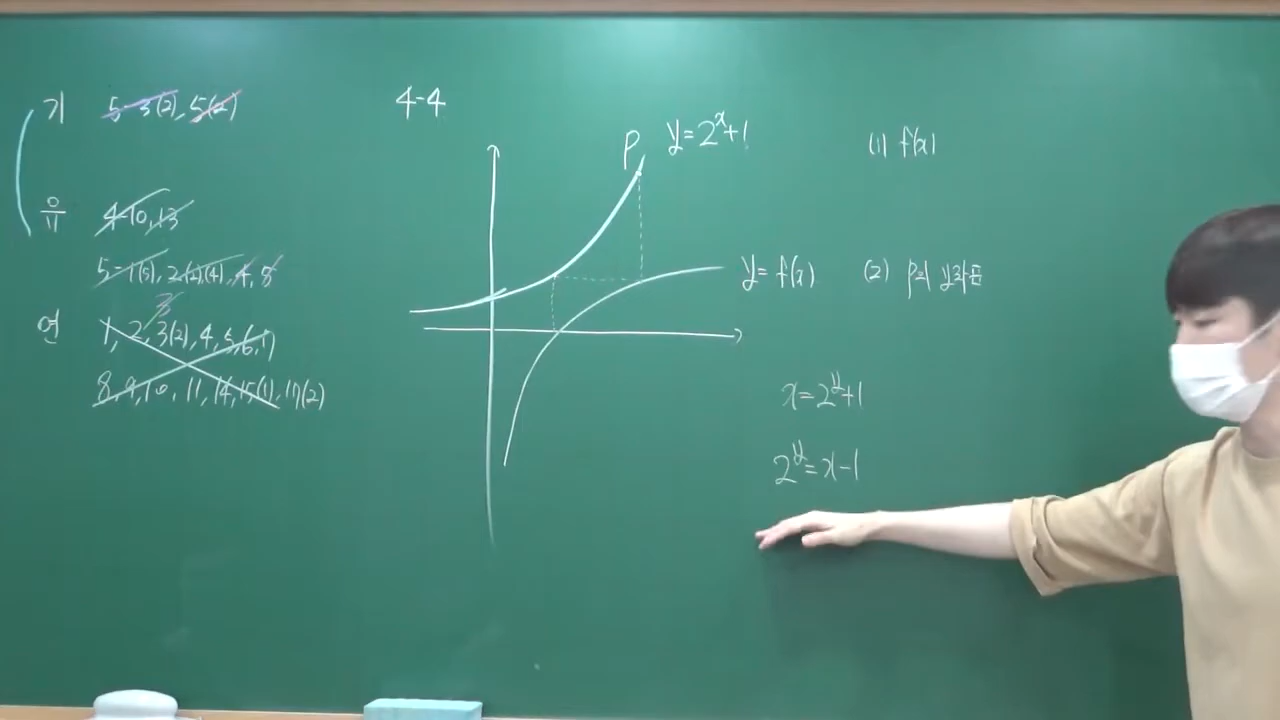 기 5-3(2), 5(2)
유 4-10, 13
5-1(5), 2(2),(4), 4, 8
3
연 1, 2, 3(2), 4, 5, 6, 7
8, 9, 10, 11, 14, 15(1), 17(2)
4-4
P y=2^x+1
y=f(x)
(1) f(x)
(2) P의 y좌표
x=2^y+1
2^y=x-1